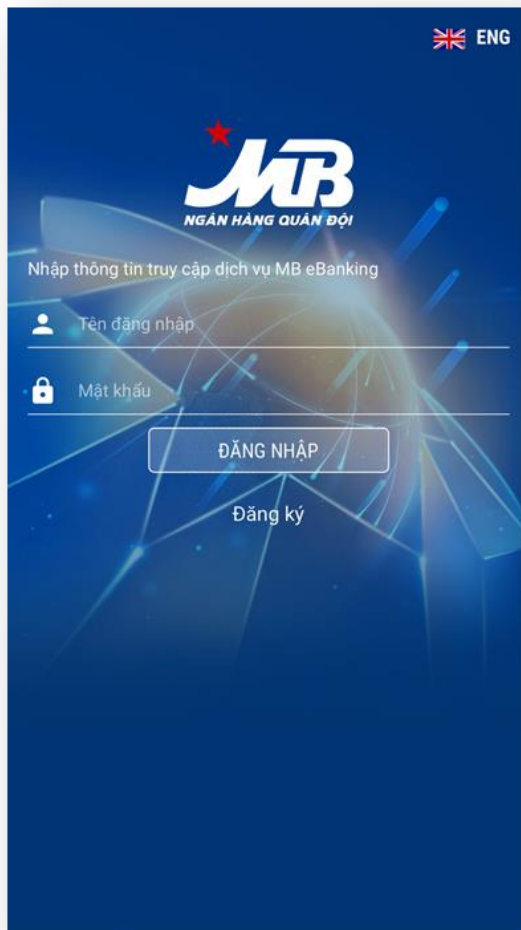 ENG
MB
NGÂN HÀNG QUÂN ĐỘI
Nhập thông tin truy cập dịch vụ MB eBanking
Tên đăng nhập
Mật khẩu
ĐĂNG NHẬP
Đăng ký